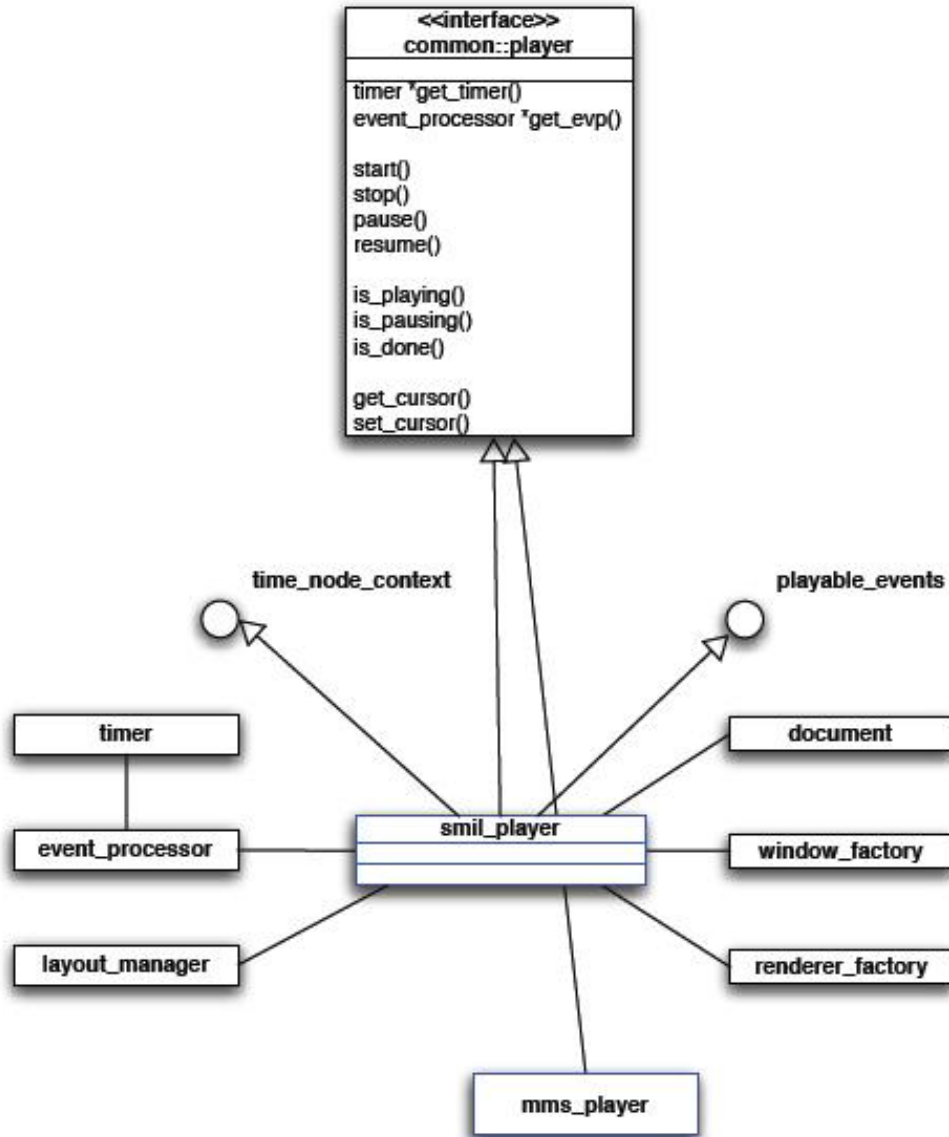 <<interface>>
common::player
timer *get_timer()
event_processor *get_evp()
start()
stop()
pause()
resume()
is_playing()
is_pausing()
is_done()
get_cursor()
set_cursor()
time_node_context
playable_events
timer
document
smil_player
event_processor
window_factory
layout_manager
renderer_factory
mms_player